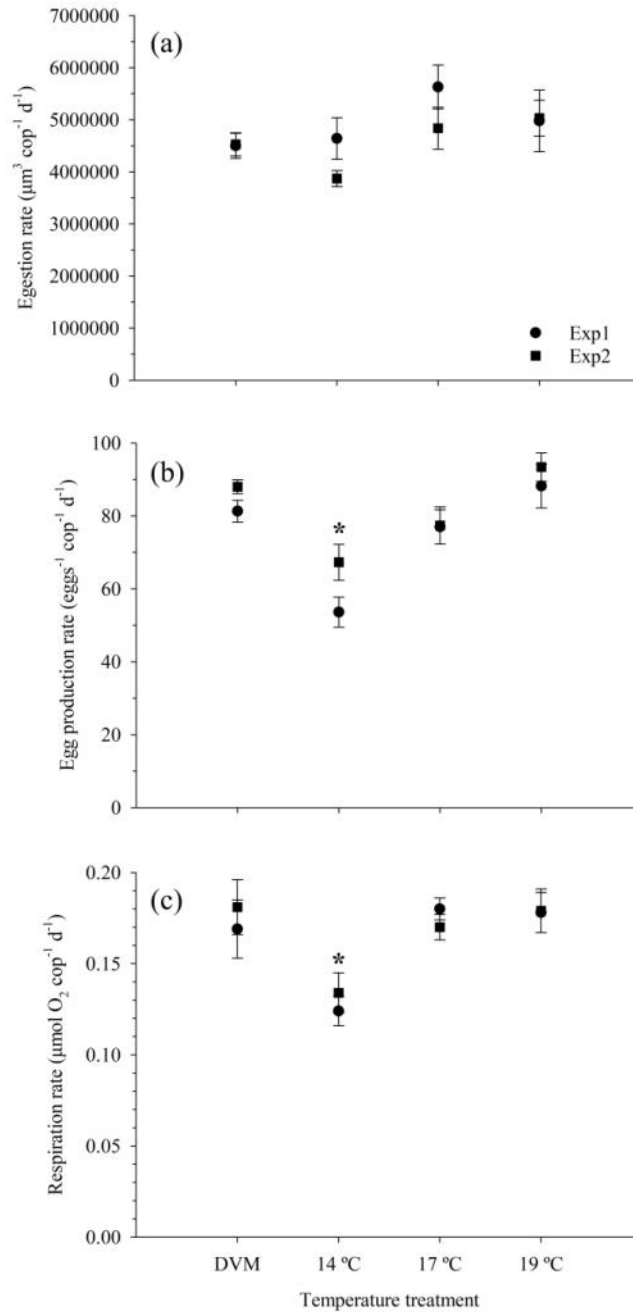 (a)
7000000
6000000
5000000
4000000
3000000
2000000
1000000
0
Egestion rate (µm³ cop⁻¹ d⁻¹)
Exp1
Exp2
(b)
100
80
60
40
20
0
Egg production rate (eggs⁻¹ cop⁻¹ d⁻¹)
*
(c)
0.20
0.15
0.10
0.05
0.00
Respiration rate (µmol O₂ cop⁻¹ d⁻¹)
*
DVM 14 ºC 17 ºC 19 ºC
Temperature treatment